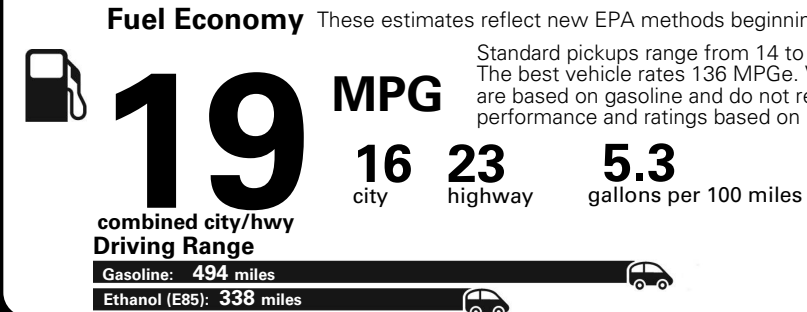 Fuel Economy These estimates reflect new EPA methods
Standard pickups range from 14 to
The best vehicle rates 136 MPGe.
are based on gasoline and do not
performance and ratings based on
19 MPG
16 23 5.3
city highway gallons per 100 miles
combined city/hwy
Driving Range
Gasoline: 494 miles
Ethanol (E85): 338 miles